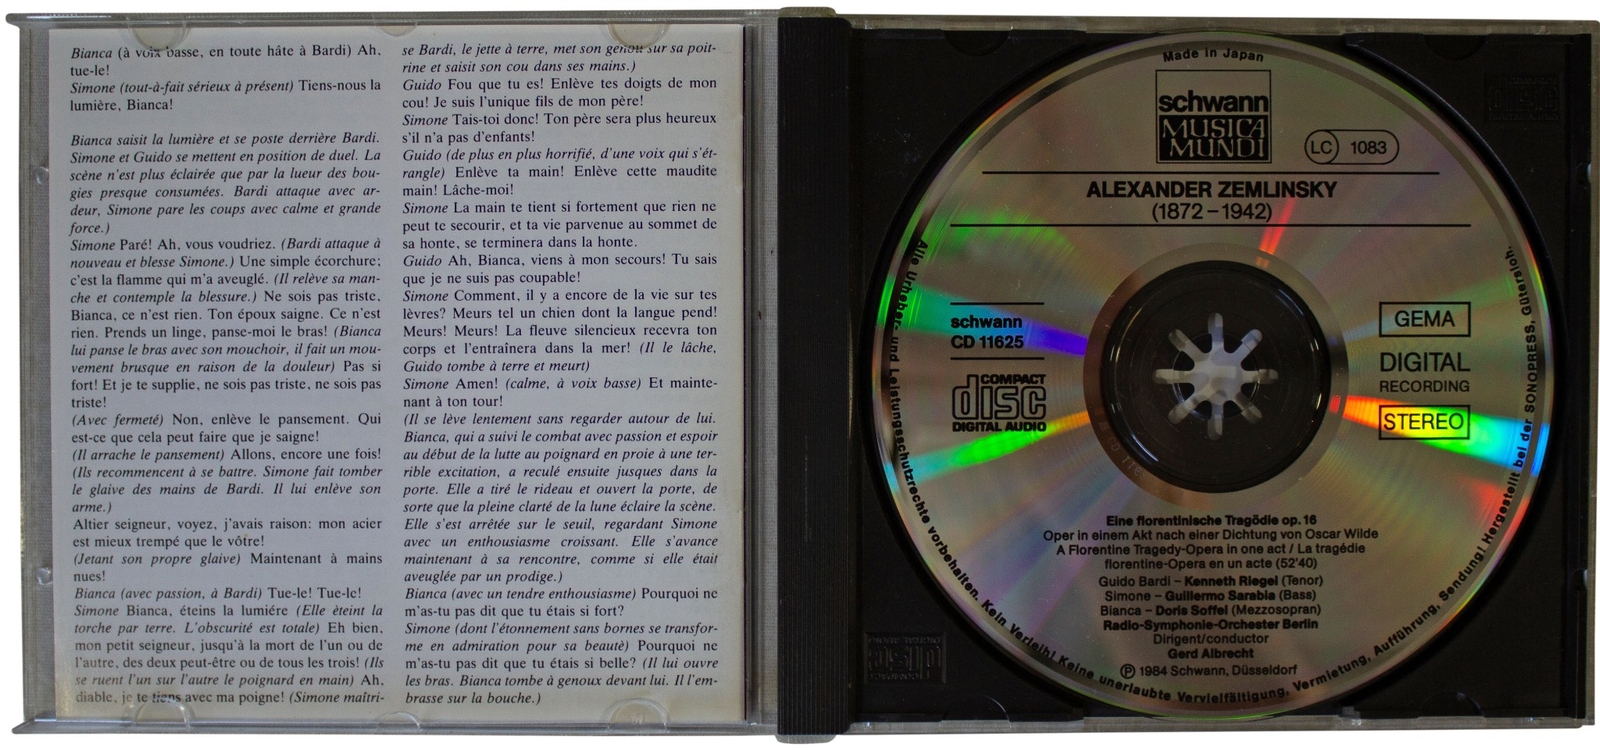 Bianca (à voix basse, en toute hâte à Bardi) Ah,
tue-le!
Simone (tout-à-fait sérieux à présent) Tiens-nous la
lumière, Bianca!
Bianca saisit la lumière et se poste derrière Bardi.
Simone et Guido se mettent en position de duel. La
scène n'est plus éclairée que par la lueur des bou-
gies presque consumées. Bardi attaque avec ar-
deur, Simone pare les coups avec calme et grande
force.)
Simone Paré! Ah, vous voudriez. (Bardi attaque à
nouveau et blesse Simone.) Une simple écorchure;
c'est la flamme qui m'a aveuglé. (Il relève sa man-
che et contemple la blessure.) Ne sois pas triste,
Bianca, ce n'est rien. Ton époux saigne. Ce n'est
rien. Prends un linge, panse-moi le bras! (Bianca
lui panse le bras avec son mouchoir, il fait un mou-
vement brusque en raison de la douleur) Pas si
fort! Et je te supplie, ne sois pas triste, ne sois pas
triste!
(Avec fermeté) Non, enlève le pansement. Qui
est-ce que cela peut faire que je saigne!
(Il arrache le pansement) Allons, encore une fois!
(Ils recommencent à se battre. Simone fait tomber
le glaive des mains de Bardi. Il lui enlève son
arme.)
Altier seigneur, voyez, j'avais raison: mon acier
est mieux trempé que le vôtre!
(Jetant son propre glaive) Maintenant à mains
nues!
Bianca (avec passion, à Bardi) Tue-le! Tue-le!
Simone Bianca, éteins la lumiére (Elle èteint la
torche par terre. L'obscurité est totale) Eh bien,
mon petit seigneur, jusqu'à la mort de l'un ou de
l'autre, des deux peut-être ou de tous les trois! (Ils
se ruent l'un sur l'autre le poignard en main) Ah,
diable, je te tiens avec ma poigne! (Simone maîtri-
se Bardi, le jette à terre, met son genou sur sa poit-
rine et saisit son cou dans ses mains.)
Guido Fou que tu es! Enlève tes doigts de mon
cou! Je suis l'unique fils de mon père!
Simone Tais-toi donc! Ton père sera plus heureux
s'il n'a pas d'enfants!
Guido (de plus en plus horrifié, d'une voix qui s'ét-
rangle) Enlève ta main! Enlève cette maudite
main! Lâche-moi!
Simone La main te tient si fortement que rien ne
peut te secourir, et ta vie parvenue au sommet de
sa honte, se terminera dans la honte.
Guido Ah, Bianca, viens à mon secours! Tu sais
que je ne suis pas coupable!
Simone Comment, il y a encore de la vie sur tes
lèvres? Meurs tel un chien dont la langue pend!
Meurs! Meurs! La fleuve silencieux recevra ton
corps et l'entraînera dans la mer! (Il le lâche,
Guido tombe à terre et meurt)
Simone Amen! (calme, à voix basse) Et mainte-
nant à ton tour!
(Il se lève lentement sans regarder autour de lui.
Bianca, qui a suivi le combat avec passion et espoir
au début de la lutte au poignard en proie à une ter-
rible excitation, a reculé ensuite jusques dans la
porte. Elle a tiré le rideau et ouvert la porte, de
sorte que la pleine clarté de la lune éclaire la scène.
Elle s'est arrêtée sur le seuil, regardant Simone
avec un enthousiasme croissant. Elle s'avance
maintenant à sa rencontre, comme si elle était
aveuglée par un prodige.)
Bianca (avec un tendre enthousiasme) Pourquoi ne
m'as-tu pas dit que tu étais si fort?
Simone (dont l'étonnement sans bornes se transfor-
me en admiration pour sa beauté) Pourquoi ne
m'as-tu pas dit que tu étais si belle? (Il lui ouvre
les bras. Bianca tombe à genoux devant lui. Il l'em-
brasse sur la bouche.)
Made in Japan
schwann
MUSICA
MUNDI
LC 1083
ALEXANDER ZEMLINSKY
(1872–1942)
schwann
CD 11625
COMPACT
disc
DIGITAL AUDIO
GEMA
DIGITAL
RECORDING
STEREO
Eine florentinische Tragödie op. 16
Oper in einem Akt nach einer Dichtung von Oscar Wilde
A Florentine Tragedy-Opera in one act / La tragédie
florentine-Opera en un acte (52'40)
Guido Bardi – Kenneth Riegel (Tenor)
Simone – Guillermo Sarabia (Bass)
Bianca – Doris Soffel (Mezzosopran)
Radio-Symphonie-Orchester Berlin
Dirigent/conductor
Gerd Albrecht
℗ 1984 Schwann, Düsseldorf
Alle Urheber- und Leistungsschutzrechte vorbehalten. Kein Verleih! Keine unerlaubte Vervielfältigung, Vermietung, Aufführung, Sendung! Hergestellt bei der SONOPRESS, Gütersloh.